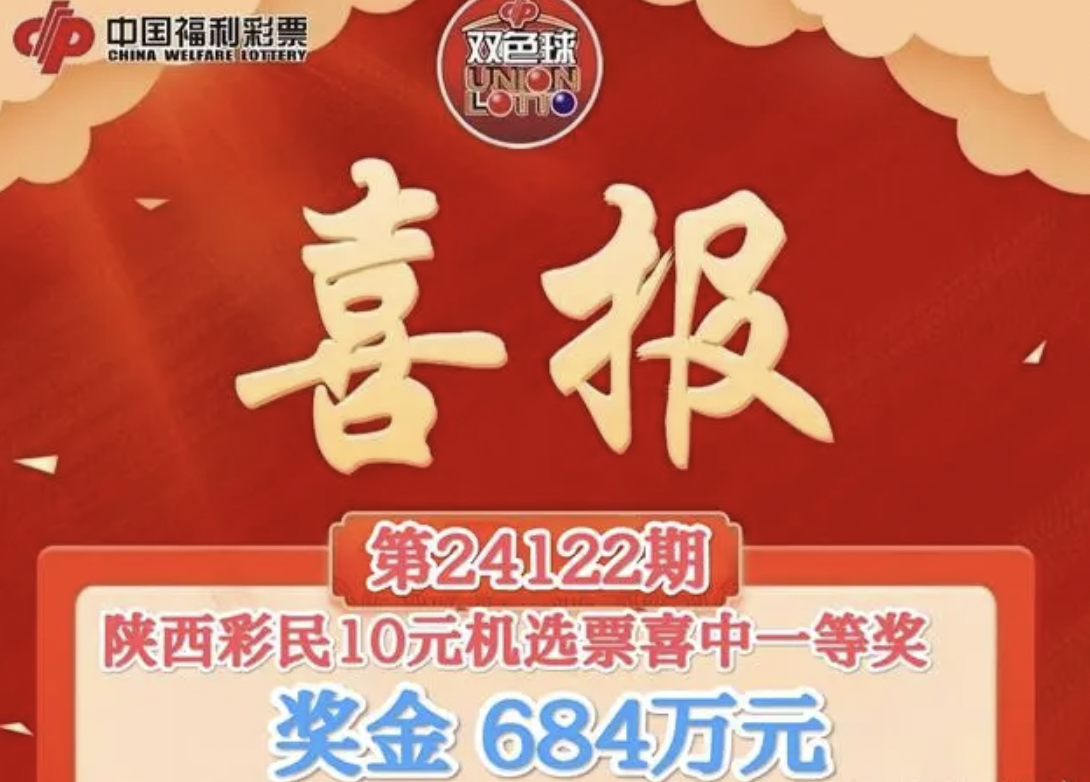 中国福利彩票
CHINA WELFARE LOTTERY
双色球
UNION
LOTTO
喜报
第24122期
陕西彩民10元机选票喜中一等奖
奖金 684万元